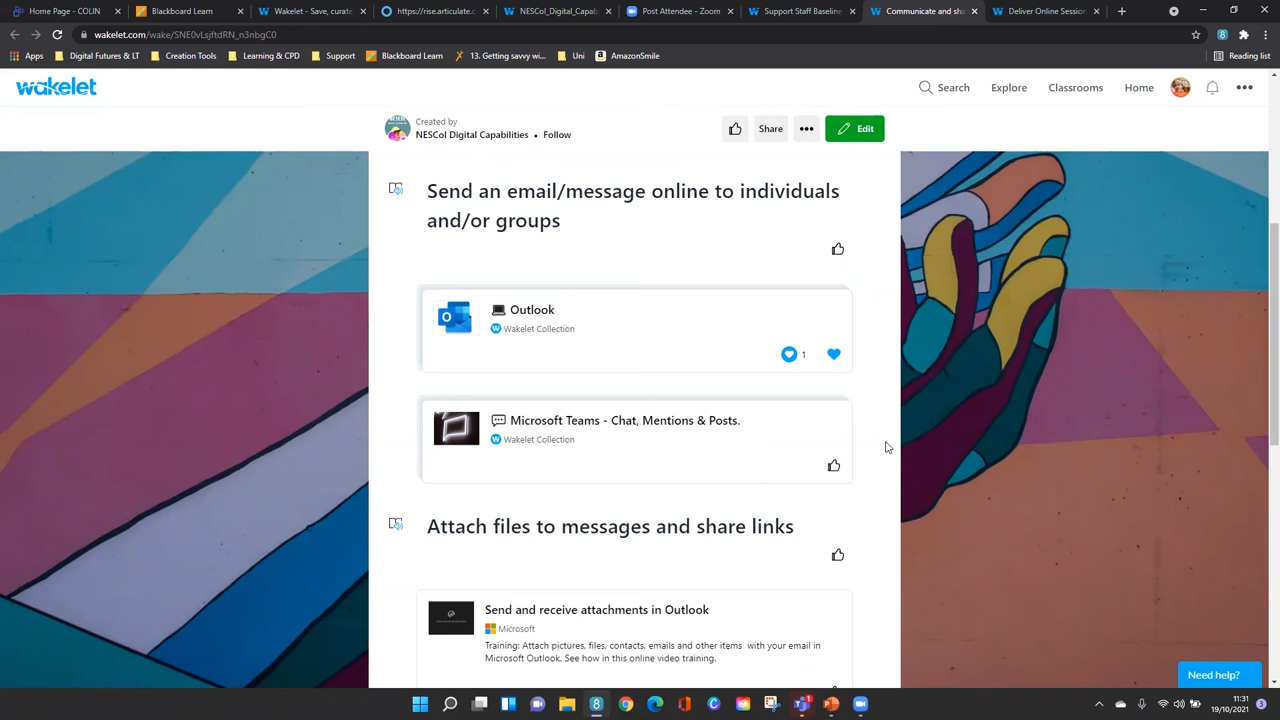 Home Page - COLIN
Blackboard Learn
Wakelet - Save, curate
https://rise.articulate.c
NESCol_Digital_Capab
Post Attendee - Zoom
Support Staff Baseline
Communicate and sha
Deliver Online Session
wakelet.com/wake/SNE0vLsjftdRN_n3nbgC0
Apps
Digital Futures & LT
Creation Tools
Learning & CPD
Support
Blackboard Learn
13. Getting savvy wi...
Uni
AmazonSmile
Reading list
wakelet
Search
Explore
Classrooms
Home
Created by
NESCol Digital Capabilities • Follow
Share
Edit
Send an email/message online to individuals
and/or groups
Outlook
Wakelet Collection
1
Microsoft Teams - Chat, Mentions & Posts.
Wakelet Collection
Attach files to messages and share links
Send and receive attachments in Outlook
Microsoft
Training: Attach pictures, files, contacts, emails and other items with your email in
Microsoft Outlook. See how in this online video training.
Need help?
11:31
19/10/2021